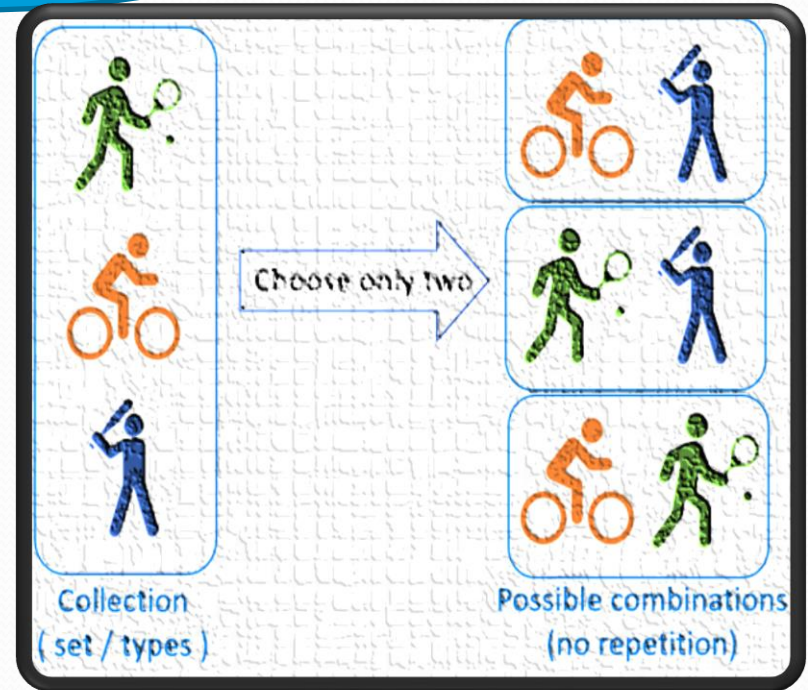 Choose only two
Collection
( set / types )
Possible combinations
(no repetition)